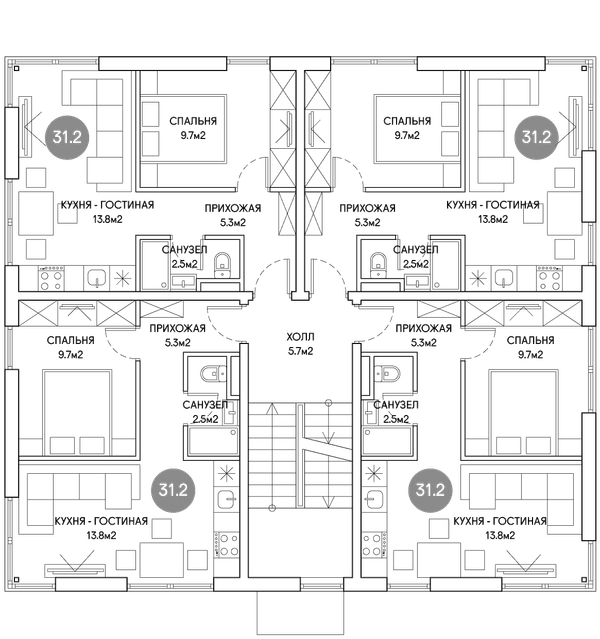 СПАЛЬНЯ
9.7м2
31.2
КУХНЯ - ГОСТИНАЯ
13.8м2
ПРИХОЖАЯ
5.3м2
САНУЗЕЛ
2.5м2
СПАЛЬНЯ
9.7м2
31.2
КУХНЯ - ГОСТИНАЯ
13.8м2
ПРИХОЖАЯ
5.3м2
САНУЗЕЛ
2.5м2
ХОЛЛ
5.7м2
СПАЛЬНЯ
9.7м2
ПРИХОЖАЯ
5.3м2
САНУЗЕЛ
2.5м2
31.2
КУХНЯ - ГОСТИНАЯ
13.8м2
ПРИХОЖАЯ
5.3м2
СПАЛЬНЯ
9.7м2
САНУЗЕЛ
2.5м2
31.2
КУХНЯ - ГОСТИНАЯ
13.8м2